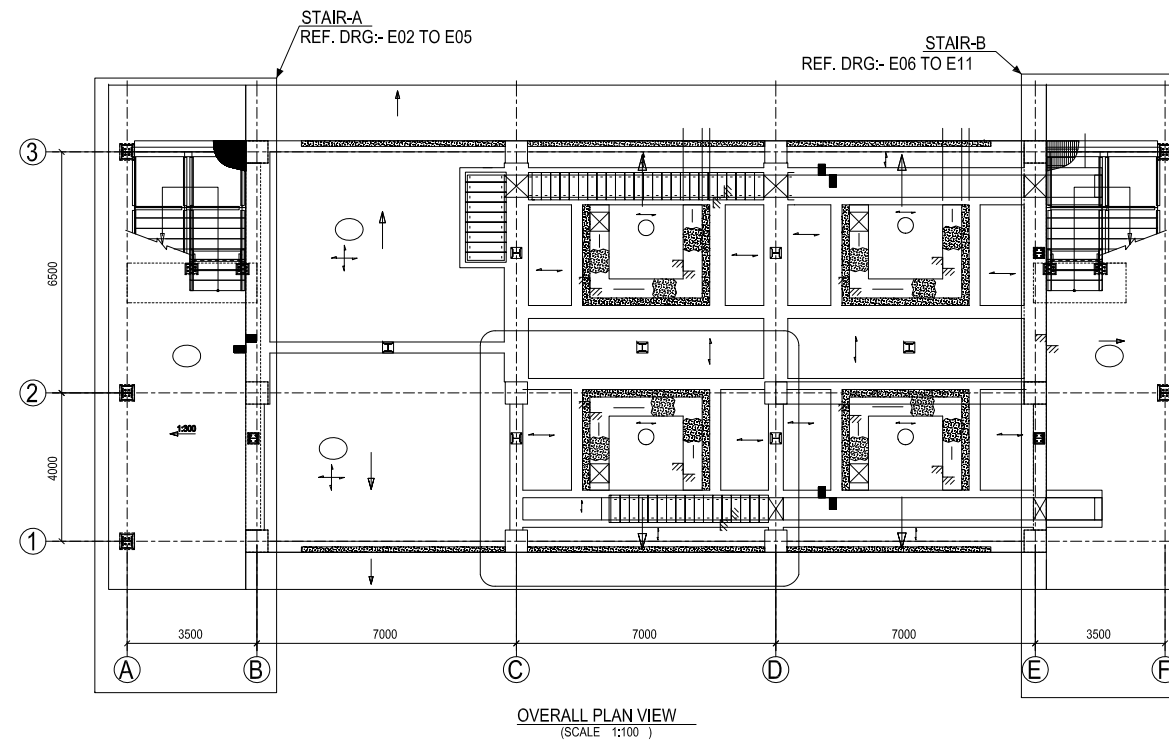 STAIR-A
REF. DRG:- E02 TO E05
STAIR-B
REF. DRG:- E06 TO E11
3
6500
2
1:300
4000
1
3500
7000
7000
7000
3500
A
B
C
D
E
F
OVERALL PLAN VIEW
(SCALE 1:100 )